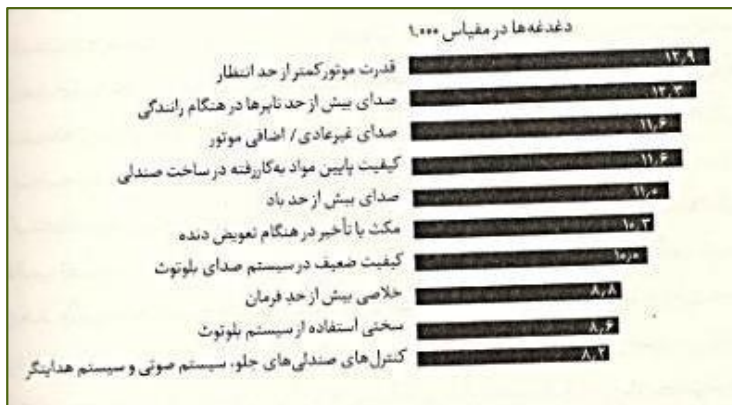 دغدغه‌ها در مقیاس ۹,۰۰۰
قدرت موتور کمتر از حد انتظار ۱۲٫۹
صدای بیش از حد تایرها در هنگام رانندگی ۱۲٫۳
صدای غیرعادی/ اضافی موتور ۱۱٫۶
کیفیت پایین مواد به‌کاررفته در ساخت صندلی ۱۱٫۶
صدای بیش از حد باد ۱۱٫۰
مکث یا تأخیر در هنگام تعویض دنده ۱۰٫۳
کیفیت ضعیف در سیستم صدای بلوتوث ۱۰٫۰
خلاصی بیش از حدِ فرمان ۸٫۸
سختی استفاده از سیستم بلوتوث ۸٫۶
کنترل‌های صندلی‌های جلو، سیستم صوتی و سیستم هدایتگر ۸٫۲